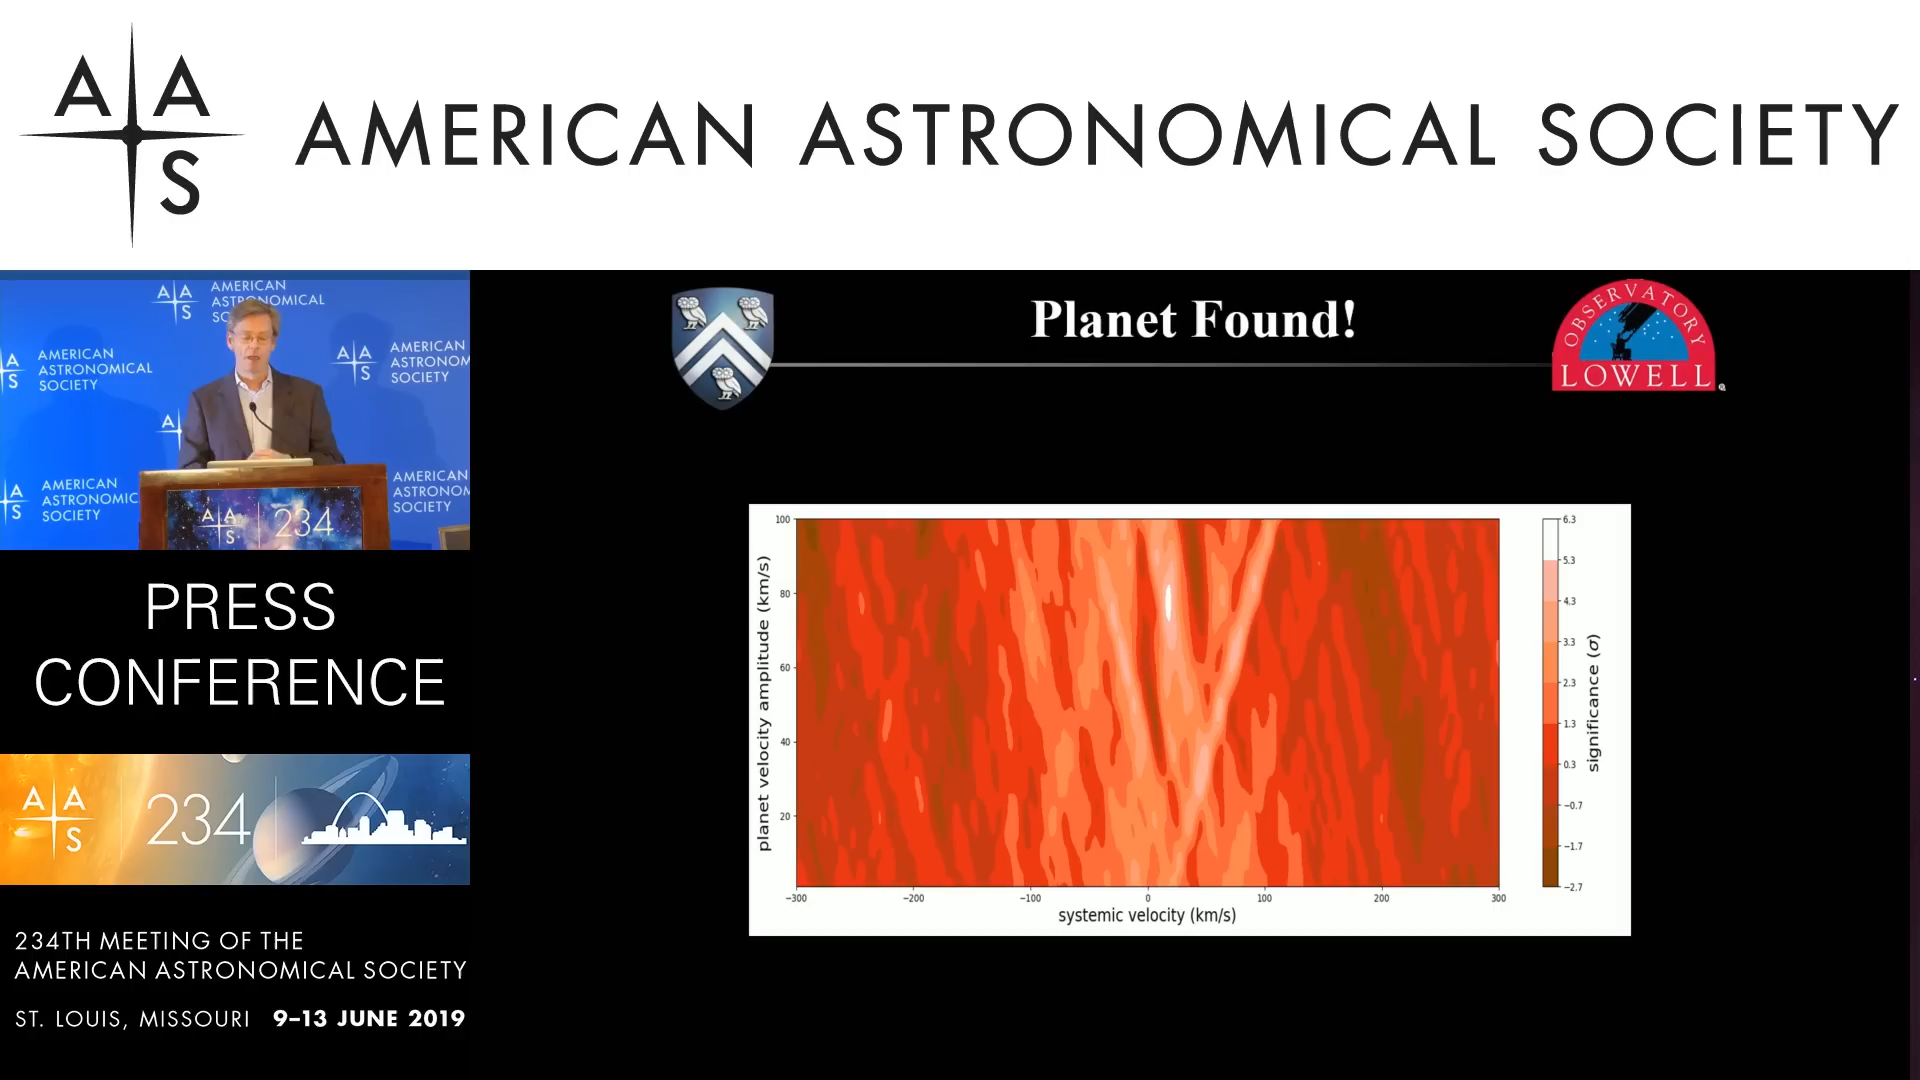 A A
S
AMERICAN ASTRONOMICAL SOCIETY
AMERICAN
ASTRONOMICAL
A A
S
AMERICAN
ASTRONOMICAL
SOCIETY
A
S
A A
S
AMERICAN
ASTRONOM
SOCIETY
A
AMERICAN
ASTRONOMIC
SOCIETY
A
S
AMERICAN
ASTRONOM
SOCIETY
A A
S
234
PRESS
CONFERENCE
A A
S
234
234TH MEETING OF THE
AMERICAN ASTRONOMICAL SOCIETY
ST. LOUIS, MISSOURI 9–13 JUNE 2019
Planet Found!
OBSERVATORY
LOWELL
planet velocity amplitude (km/s)
100
80
60
40
20
−300 −200 −100 0 100 200 300
systemic velocity (km/s)
6.3
5.3
4.3
3.3
2.3
1.3
0.3
−0.7
−1.7
−2.7
significance (σ)